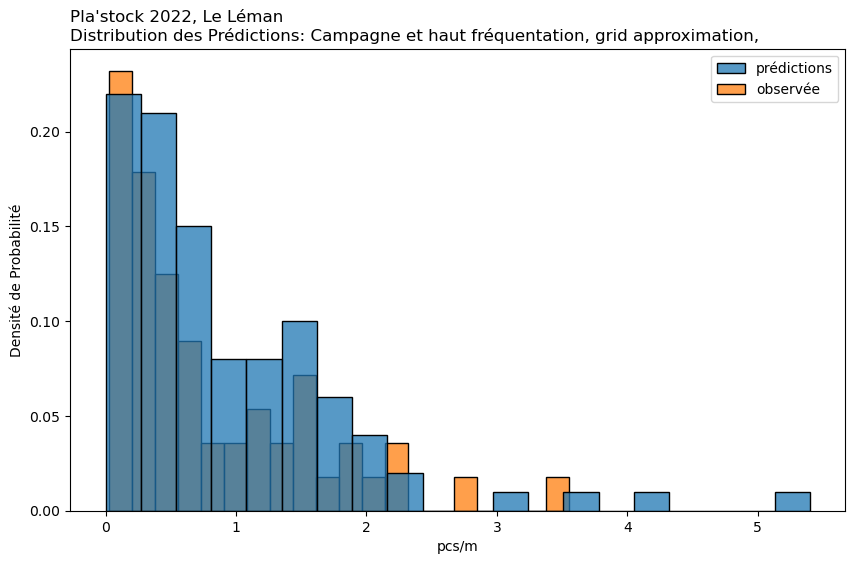 Pla'stock 2022, Le Léman
Distribution des Prédictions: Campagne et haut fréquentation, grid approximation,
prédictions
observée
Densité de Probabilité
0.20
0.15
0.10
0.05
0.00
0 1 2 3 4 5
pcs/m